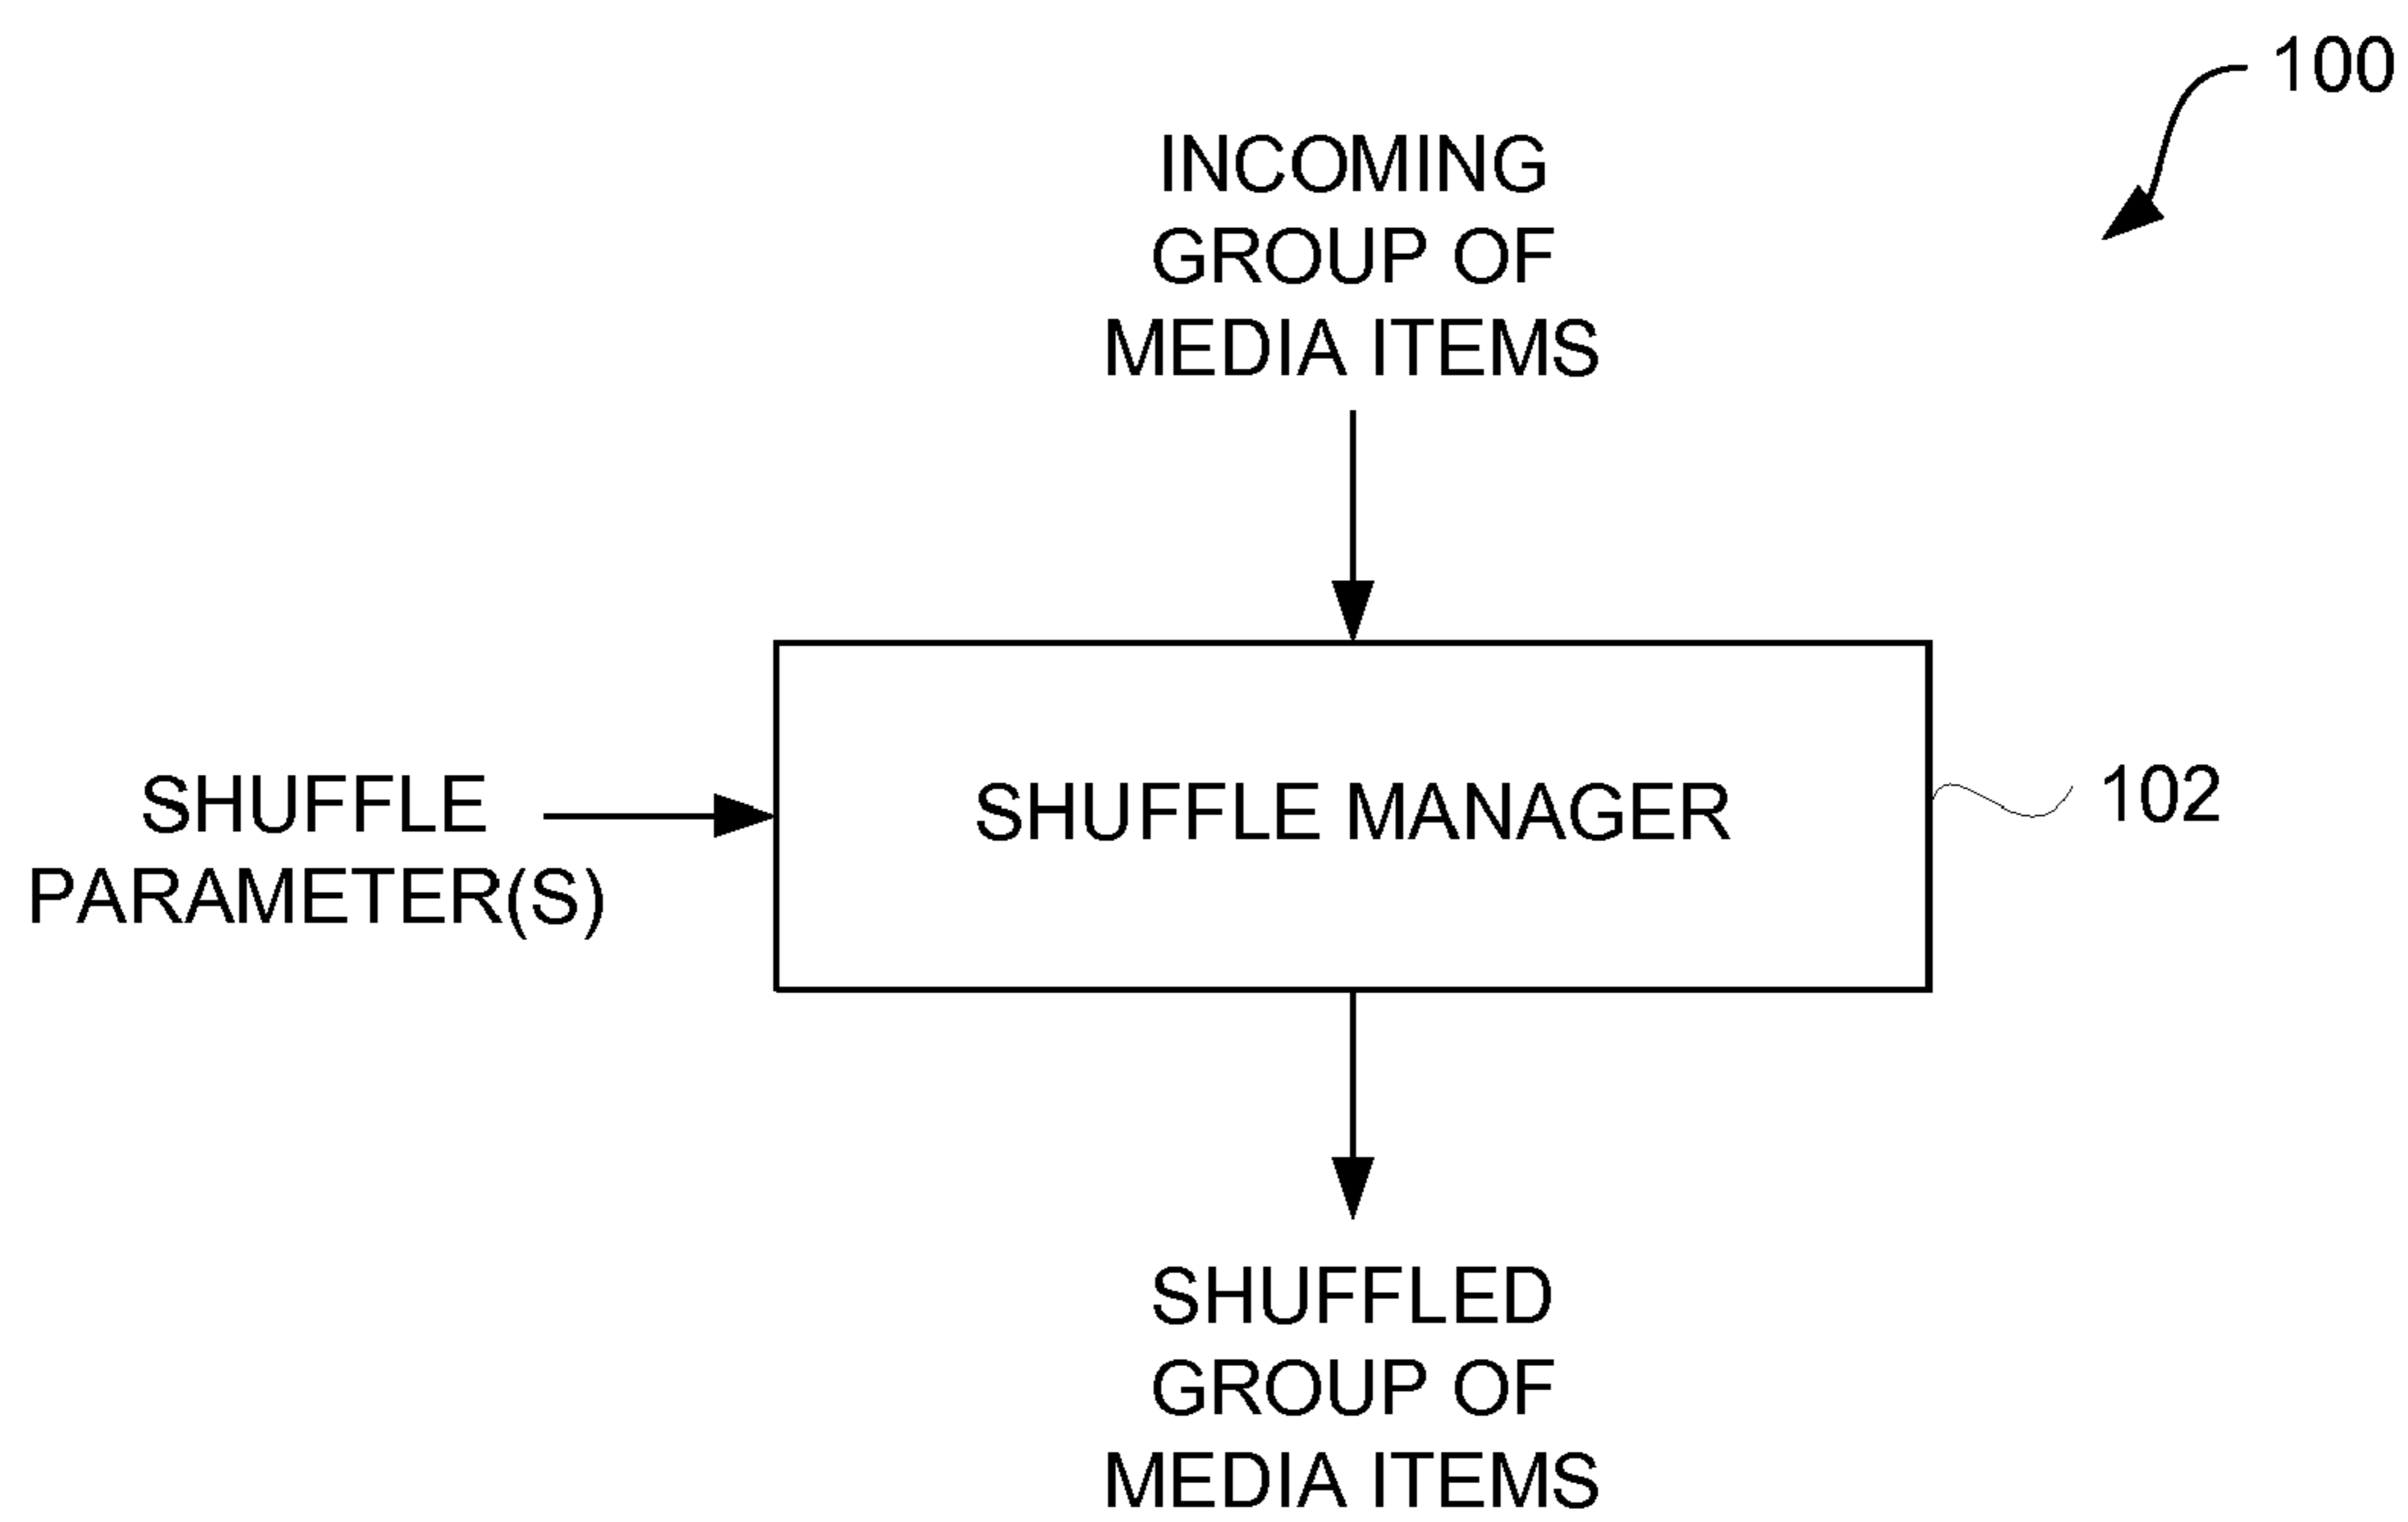 100
INCOMING
GROUP OF
MEDIA ITEMS
SHUFFLE
PARAMETER(S)
SHUFFLE MANAGER
102
SHUFFLED
GROUP OF
MEDIA ITEMS